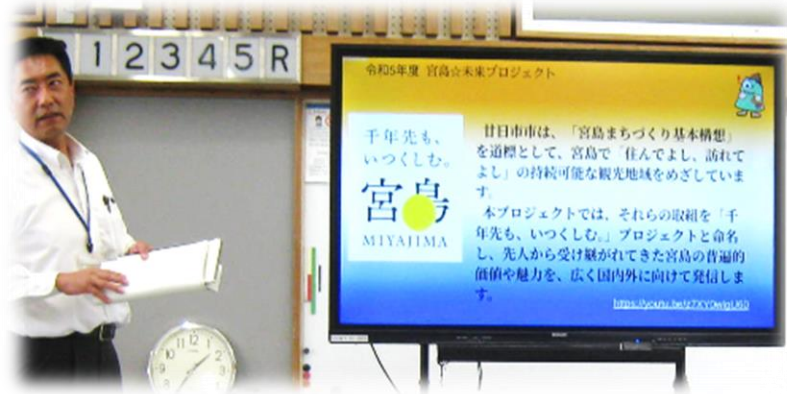 1 2 3 4 5 R
令和5年度 宮島☆未来プロジェクト
千年先も、
いつくしむ。
宮島
MIYAJIMA
廿日市市は、「宮島まちづくり基本構想」
を道標として、宮島で「住んでよし、訪れて
よし」の持続可能な観光地域をめざしていま
す。
本プロジェクトでは、それらの取組を「千
年先も、いつくしむ。」プロジェクトと命名
し、先人から受け継がれてきた宮島の普遍的
価値や魅力を、広く国内外に向けて発信しま
す。